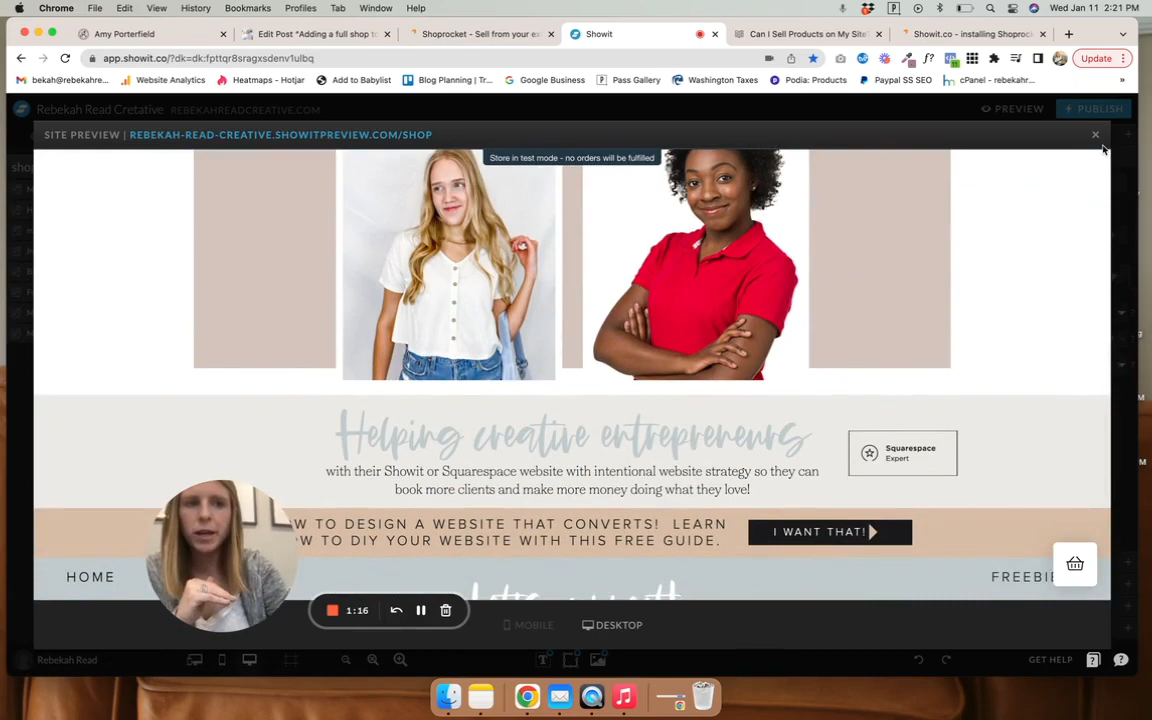 Chrome File Edit View History Bookmarks Profiles Tab Window Help Wed Jan 11 2:21 PM
Amy Porterfield Edit Post “Adding a full shop to Shoprocket - Sell from your ex Showit Can I Sell Products on My Site Showit.co - installing Shoprock
app.showit.co/?dk=dk:fpttqr8sragxsdenv1ulbq Update
bekah@rebekahre... Website Analytics Heatmaps - Hotjar Add to Babylist Blog Planning | Tr... Google Business Pass Gallery Washington Taxes Podia: Products Paypal SS SEO cPanel - rebekahr... »
Rebekah Read Cretative REBEKAHREADCREATIVE.COM PREVIEW PUBLISH
SITE PREVIEW | REBEKAH-READ-CREATIVE.SHOWITPREVIEW.COM/SHOP
Store in test mode - no orders will be fulfilled
Helping creative entrepreneurs
with their Showit or Squarespace website with intentional website strategy so they can
book more clients and make more money doing what they love!
Squarespace
Expert
W TO DESIGN A WEBSITE THAT CONVERTS! LEARN
W TO DIY YOUR WEBSITE WITH THIS FREE GUIDE.
I WANT THAT!
HOME
FREEBIE
1:16
MOBILE DESKTOP
Rebekah Read
GET HELP